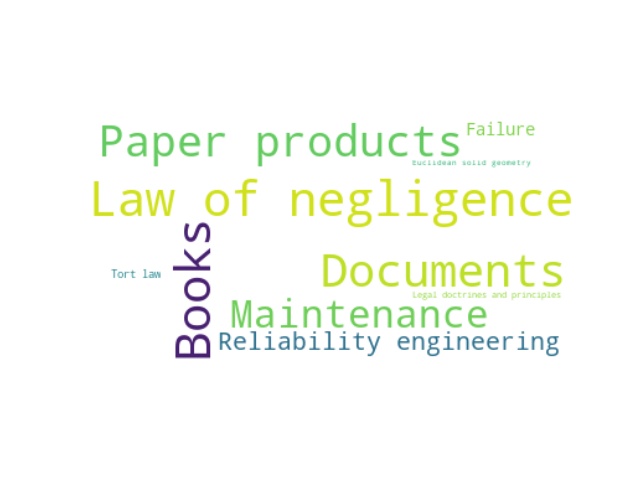 Paper products
Failure
Euclidean solid geometry
Law of negligence
Books
Documents
Tort law
Legal doctrines and principles
Maintenance
Reliability engineering